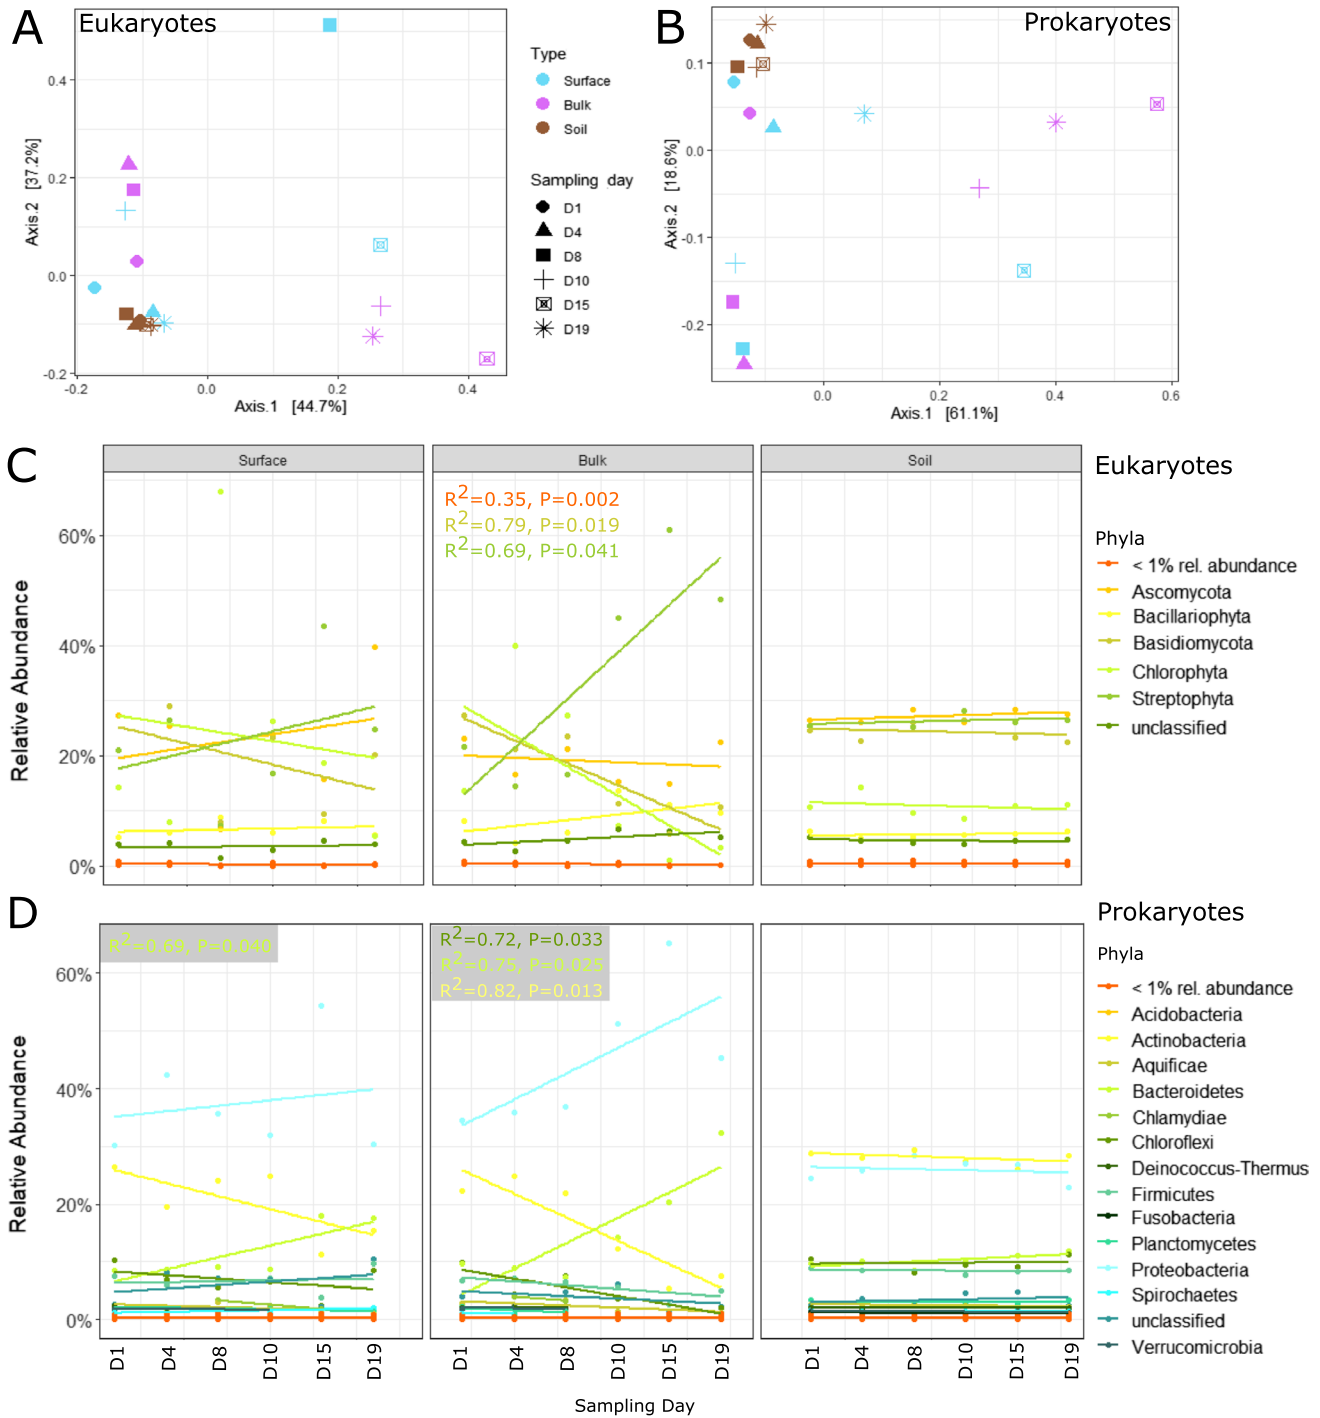 A Eukaryotes
0.4
0.2
0.0
-0.2
-0.2 0.0 0.2 0.4
Axis.2 [37.2%]
Axis.1 [44.7%]
Type
Surface
Bulk
Soil
Sampling day
D1
D4
D8
D10
D15
D19
B Prokaryotes
0.1
0.0
-0.1
-0.2
0.0 0.2 0.4 0.6
Axis.2 [18.6%]
Axis.1 [61.1%]
C
Surface Bulk Soil
R2=0.35, P=0.002
R2=0.79, P=0.019
R2=0.69, P=0.041
60%
40%
20%
0%
Relative Abundance
Eukaryotes
Phyla
< 1% rel. abundance
Ascomycota
Bacillariophyta
Basidiomycota
Chlorophyta
Streptophyta
unclassified
D
R2=0.69, P=0.040
R2=0.72, P=0.033
R2=0.75, P=0.025
R2=0.82, P=0.013
60%
40%
20%
0%
Relative Abundance
D1 D4 D8 D10 D15 D19 D1 D4 D8 D10 D15 D19 D1 D4 D8 D10 D15 D19
Sampling Day
Prokaryotes
Phyla
< 1% rel. abundance
Acidobacteria
Actinobacteria
Aquificae
Bacteroidetes
Chlamydiae
Chloroflexi
Deinococcus-Thermus
Firmicutes
Fusobacteria
Planctomycetes
Proteobacteria
Spirochaetes
unclassified
Verrucomicrobia